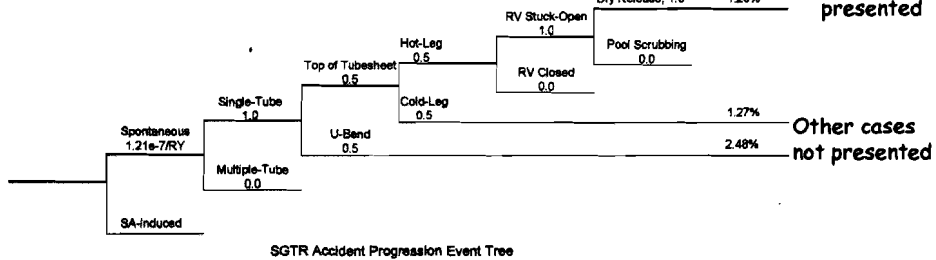 presented
RV Stuck-Open
1.0
Hot-Leg
0.5
Pool Scrubbing
0.0
RV Closed
0.0
Top of Tubesheet
0.5
Single-Tube
1.0
Cold-Leg
0.5
1.27%
Spontaneous
1.21e-7/RY
U-Bend
0.5
2.48%
Other cases
not presented
Multiple-Tube
0.0
SA-Induced
SGTR Accident Progression Event Tree